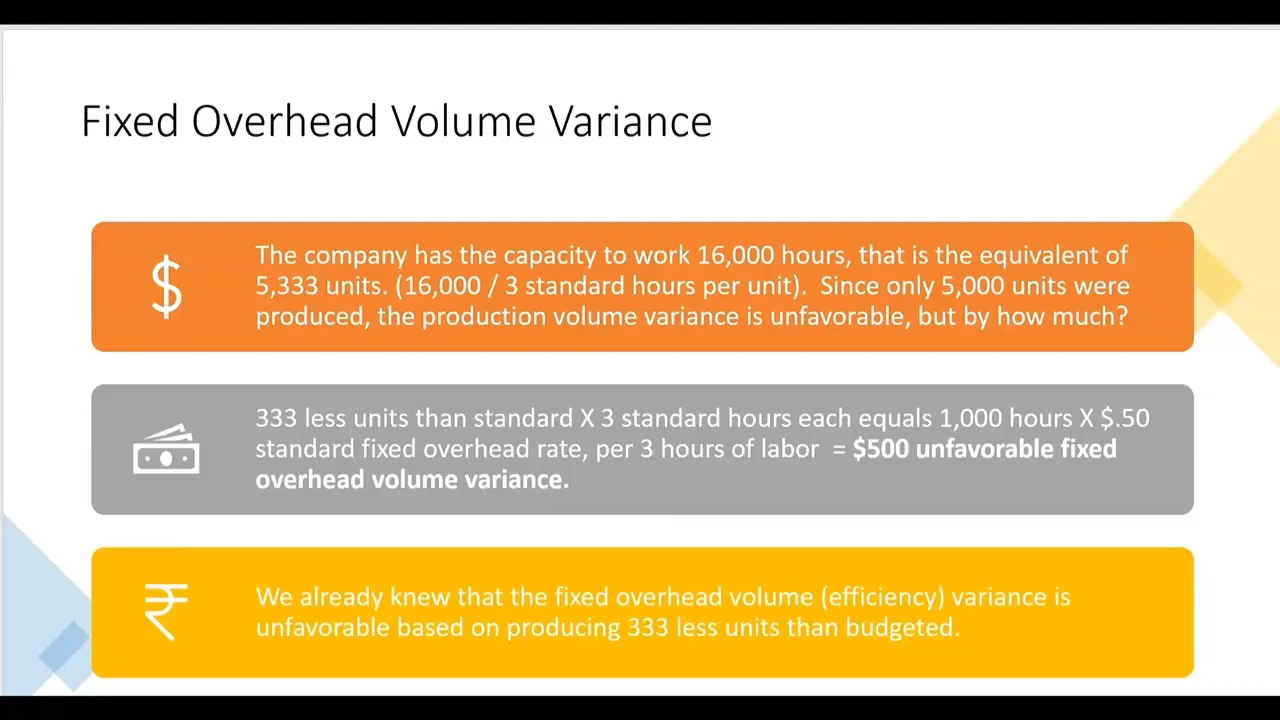 Fixed Overhead Volume Variance
The company has the capacity to work 16,000 hours, that is the equivalent of
5,333 units. (16,000 / 3 standard hours per unit).  Since only 5,000 units were
produced, the production volume variance is unfavorable, but by how much?
333 less units than standard X 3 standard hours each equals 1,000 hours X $.50
standard fixed overhead rate, per 3 hours of labor  = $500 unfavorable fixed
overhead volume variance.
We already knew that the fixed overhead volume (efficiency) variance is
unfavorable based on producing 333 less units than budgeted.